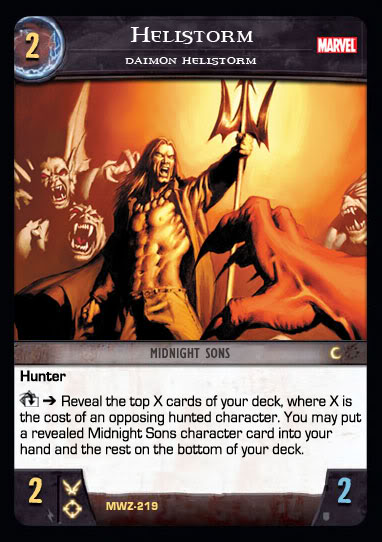 2
Hellstorm
MARVEL
Daimon Hellstorm
MIDNIGHT SONS
C
Hunter
➔ Reveal the top X cards of your deck, where X is
the cost of an opposing hunted character. You may put
a revealed Midnight Sons character card into your
hand and the rest on the bottom of your deck.
2
MWZ-219
2